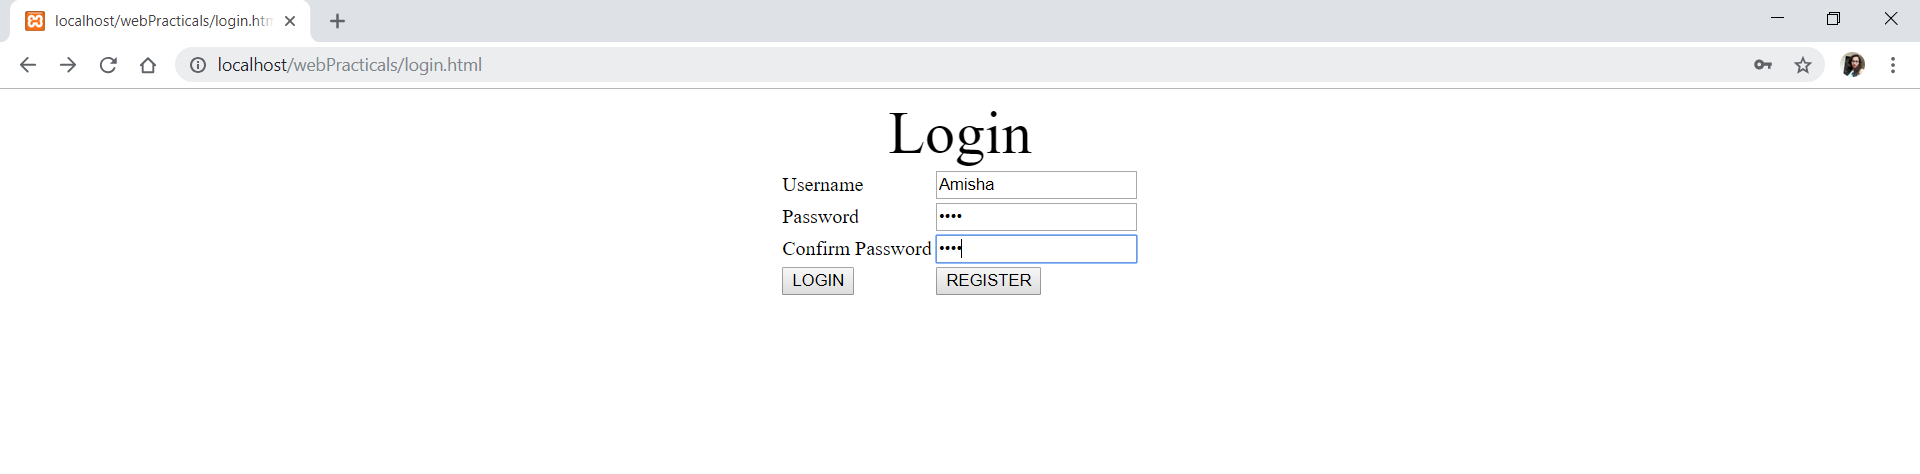 localhost/webPracticals/login.htm
localhost/webPracticals/login.html
Login
Username Amisha
Password ••••
Confirm Password ••••
LOGIN REGISTER